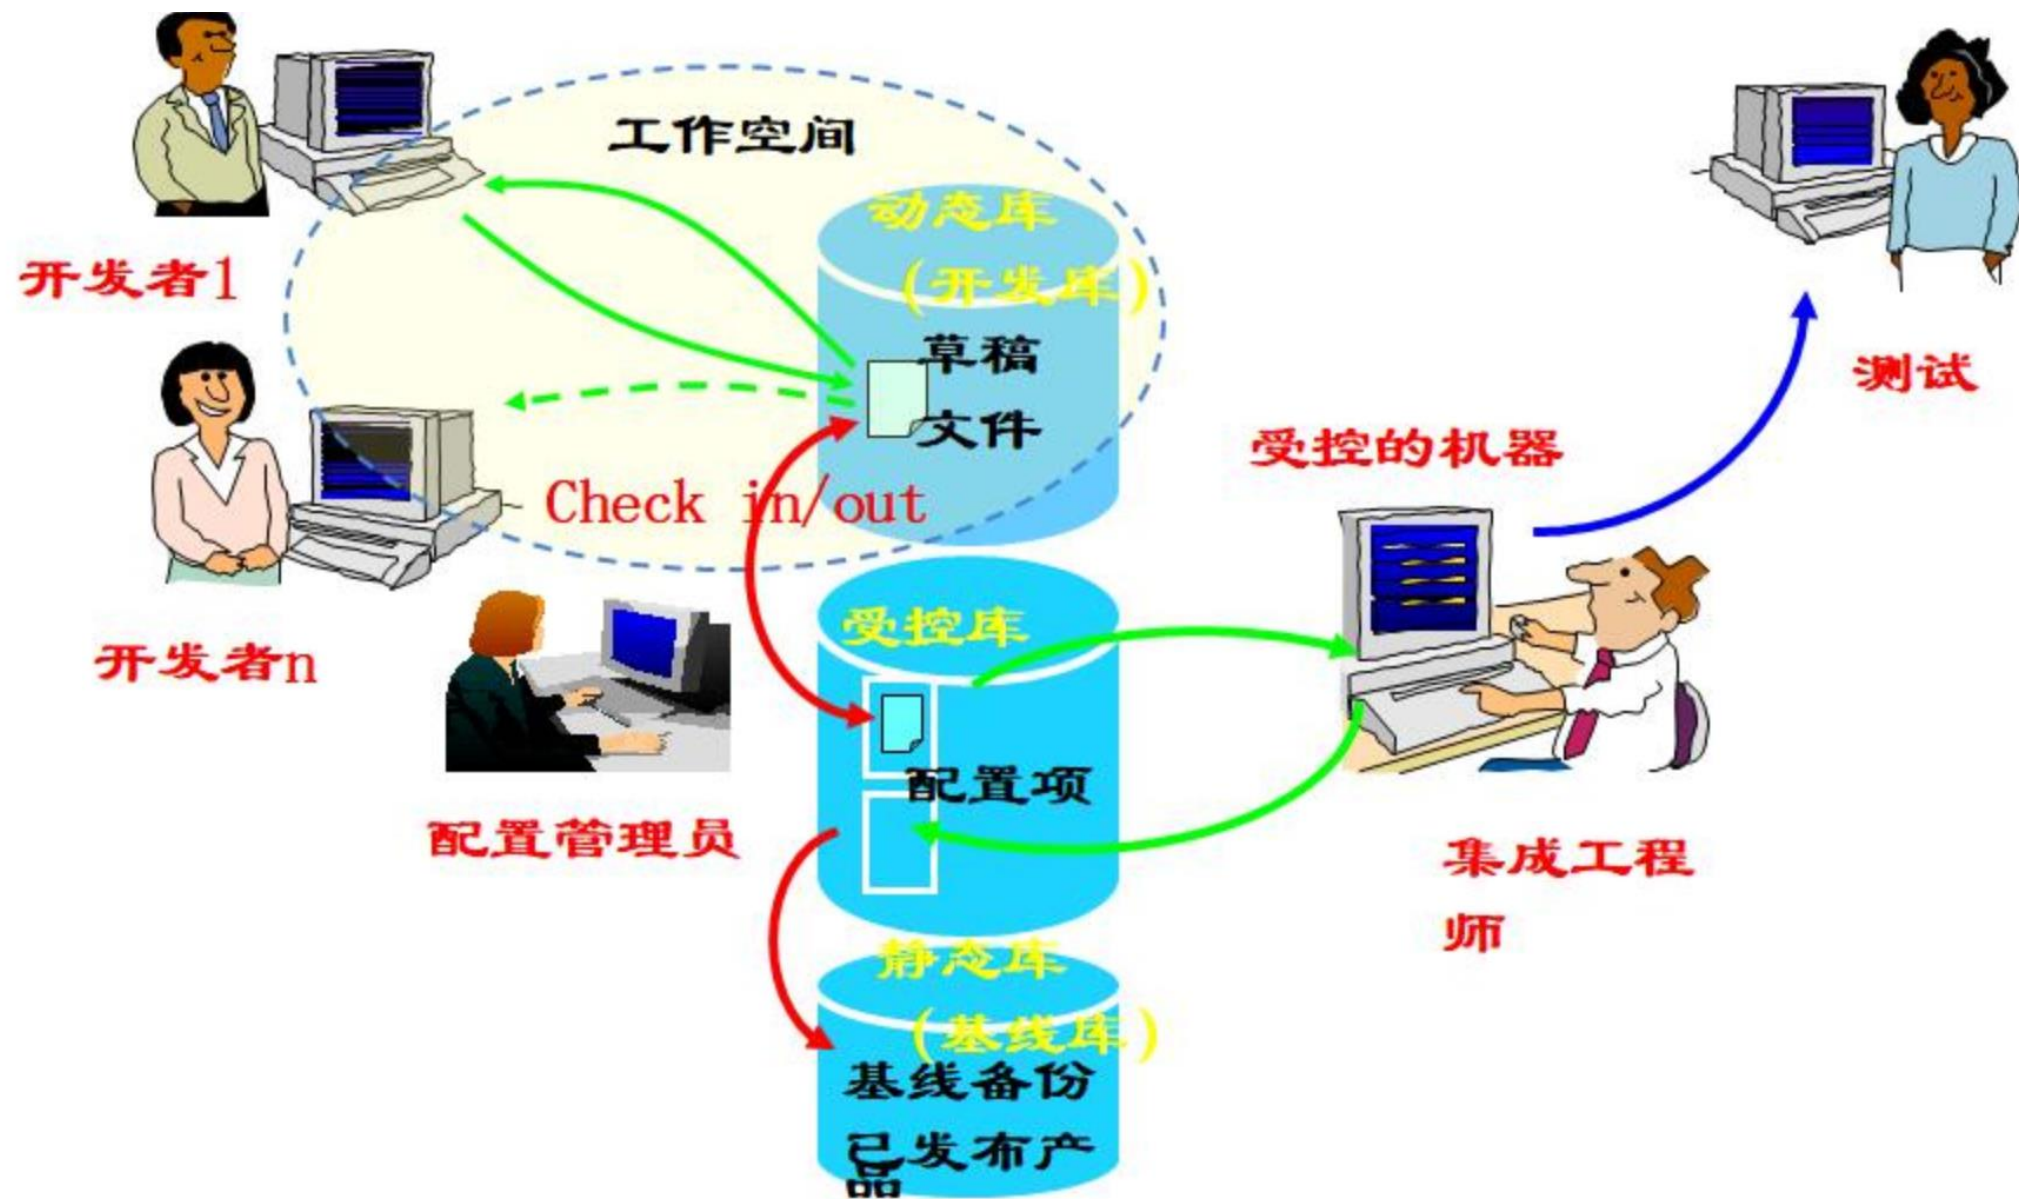 工作空间
动态库
(开发库)
草稿
文件
开发者1
开发者n
Check in/out
测试
受控的机器
受控库
配置项
配置管理员
集成工程
师
静态库
(基线库)
基线备份
已发布产
品